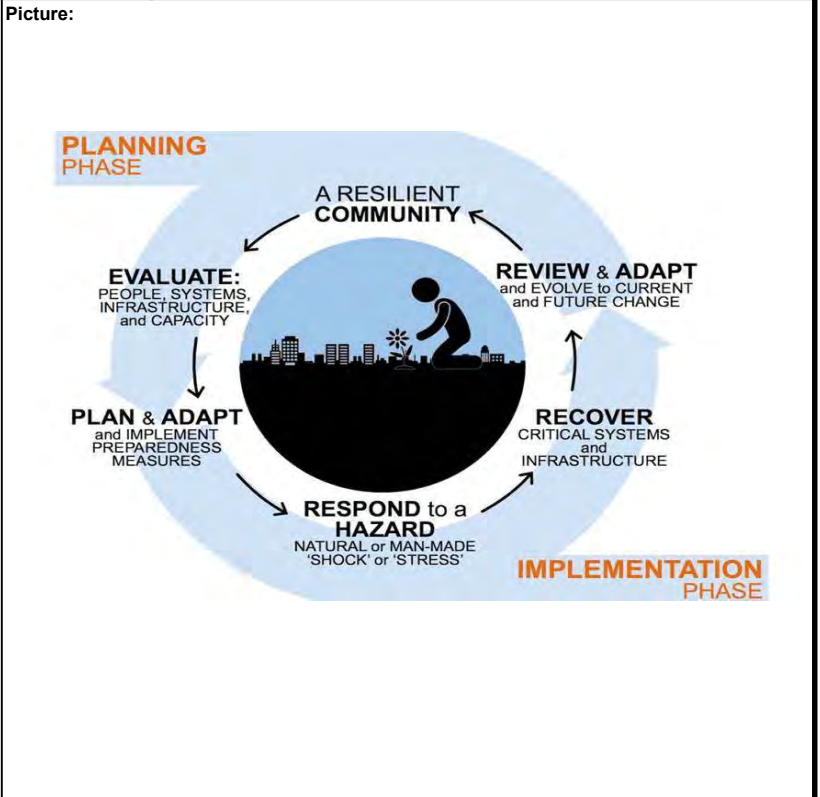 Picture:
PLANNING
PHASE
A RESILIENT
COMMUNITY
EVALUATE:
PEOPLE, SYSTEMS,
INFRASTRUCTURE,
and CAPACITY
PLAN & ADAPT
and IMPLEMENT
PREPAREDNESS
MEASURES
RESPOND to a
HAZARD
NATURAL or MAN-MADE
'SHOCK' or 'STRESS'
RECOVER
CRITICAL SYSTEMS
and
INFRASTRUCTURE
REVIEW & ADAPT
and EVOLVE to CURRENT
and FUTURE CHANGE
IMPLEMENTATION
PHASE